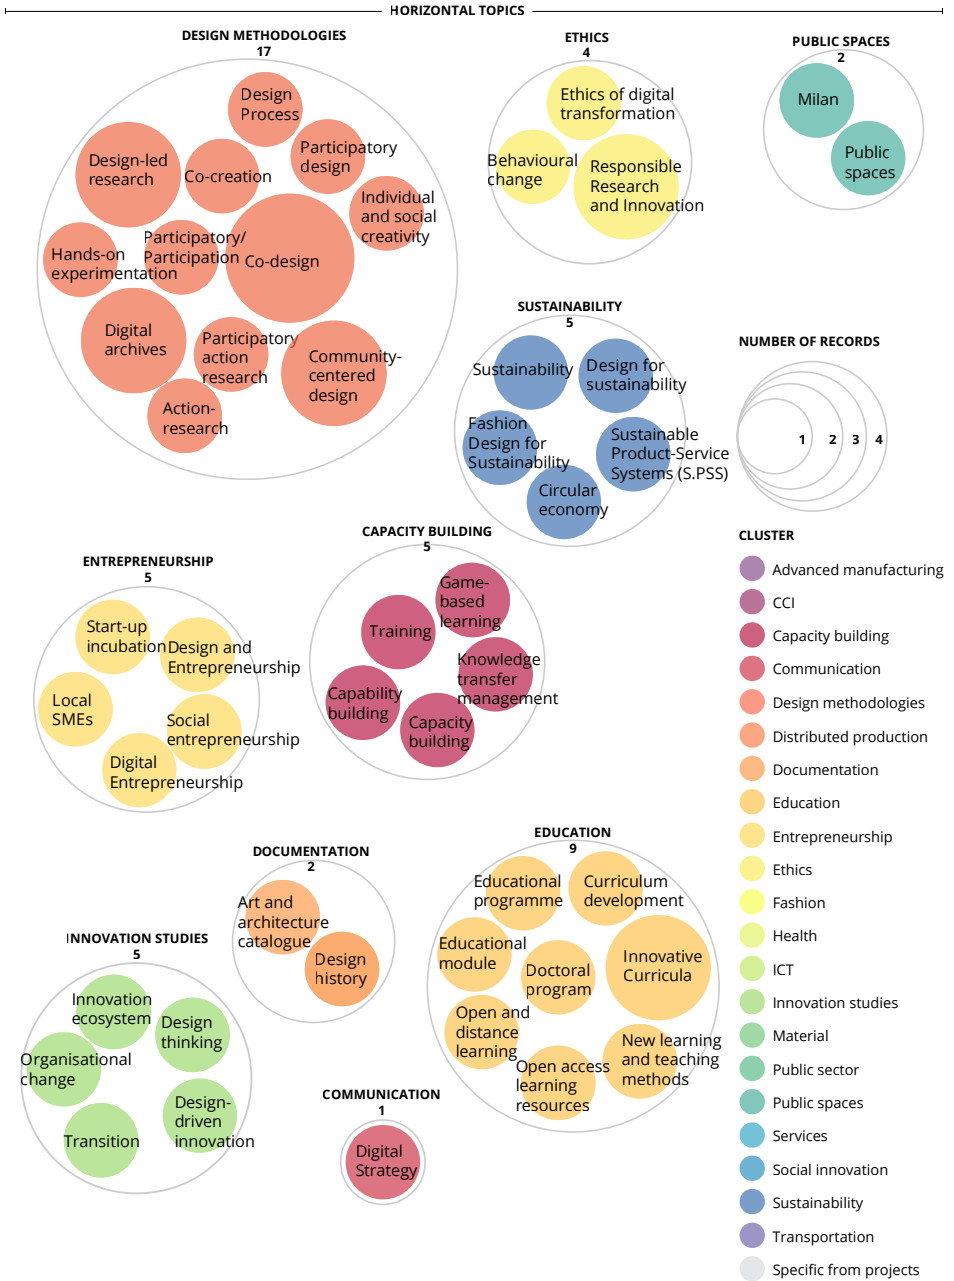 HORIZONTAL TOPICS
DESIGN METHODOLOGIES
17
Design
Process
Participatory
design
Design-led
research
Co-creation
Individual
and social
creativity
Participatory/
Participation
Co-design
Hands-on
experimentation
Digital
archives
Participatory
action
research
Community-
centered
design
Action-
research
ETHICS
4
Ethics of digital
transformation
Behavioural
change
Responsible
Research
and Innovation
PUBLIC SPACES
2
Milan
Public
spaces
SUSTAINABILITY
5
Sustainability
Design for
sustainability
Fashion
Design for
Sustainability
Sustainable
Product-Service
Systems (S.PSS)
Circular
economy
NUMBER OF RECORDS
1 2 3 4
ENTREPRENEURSHIP
5
Start-up
incubation
Design and
Entrepreneurship
Local
SMEs
Social
entrepreneurship
Digital
Entrepreneurship
CAPACITY BUILDING
5
Game-
based
learning
Training
Knowledge
transfer
management
Capability
building
Capacity
building
DOCUMENTATION
2
Art and
architecture
catalogue
Design
history
EDUCATION
9
Educational
programme
Curriculum
development
Educational
module
Doctoral
program
Innovative
Curricula
Open and
distance
learning
New learning
and teaching
methods
Open access
learning
resources
INNOVATION STUDIES
5
Innovation
ecosystem
Design
thinking
Organisational
change
Design-
driven
innovation
Transition
COMMUNICATION
1
Digital
Strategy
CLUSTER
Advanced manufacturing
CCI
Capacity building
Communication
Design methodologies
Distributed production
Documentation
Education
Entrepreneurship
Ethics
Fashion
Health
ICT
Innovation studies
Material
Public sector
Public spaces
Services
Social innovation
Sustainability
Transportation
Specific from projects